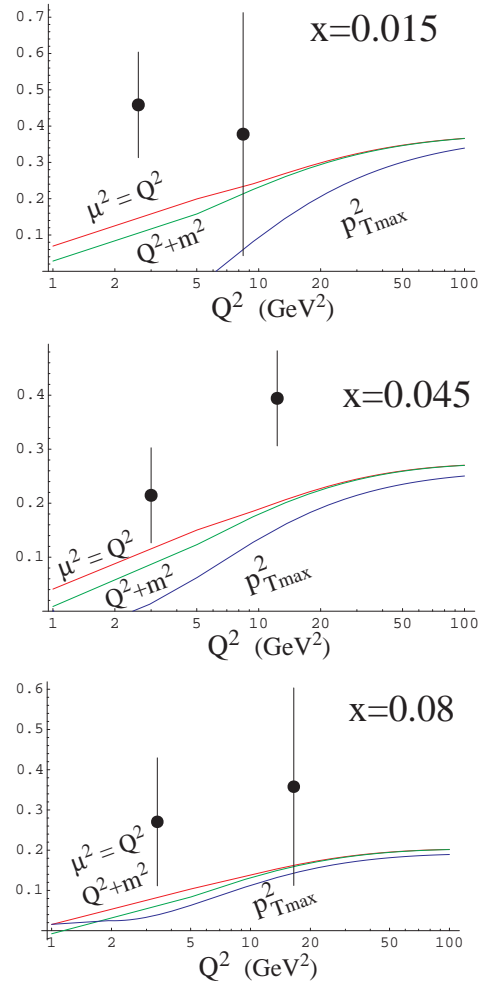 0.7
x=0.015
0.6
0.5
0.4
0.3
μ² = Q²
0.2
Q²+m²
p²Tmax
0.1
1 2 5 10 20 50 100
Q² (GeV²)
0.4
x=0.045
0.3
0.2
μ² = Q²
0.1
Q²+m²
p²Tmax
1 2 5 10 20 50 100
Q² (GeV²)
0.6
x=0.08
0.5
0.4
0.3
μ² = Q²
0.2
Q²+m²
0.1
p²Tmax
1 2 5 10 20 50 100
Q² (GeV²)